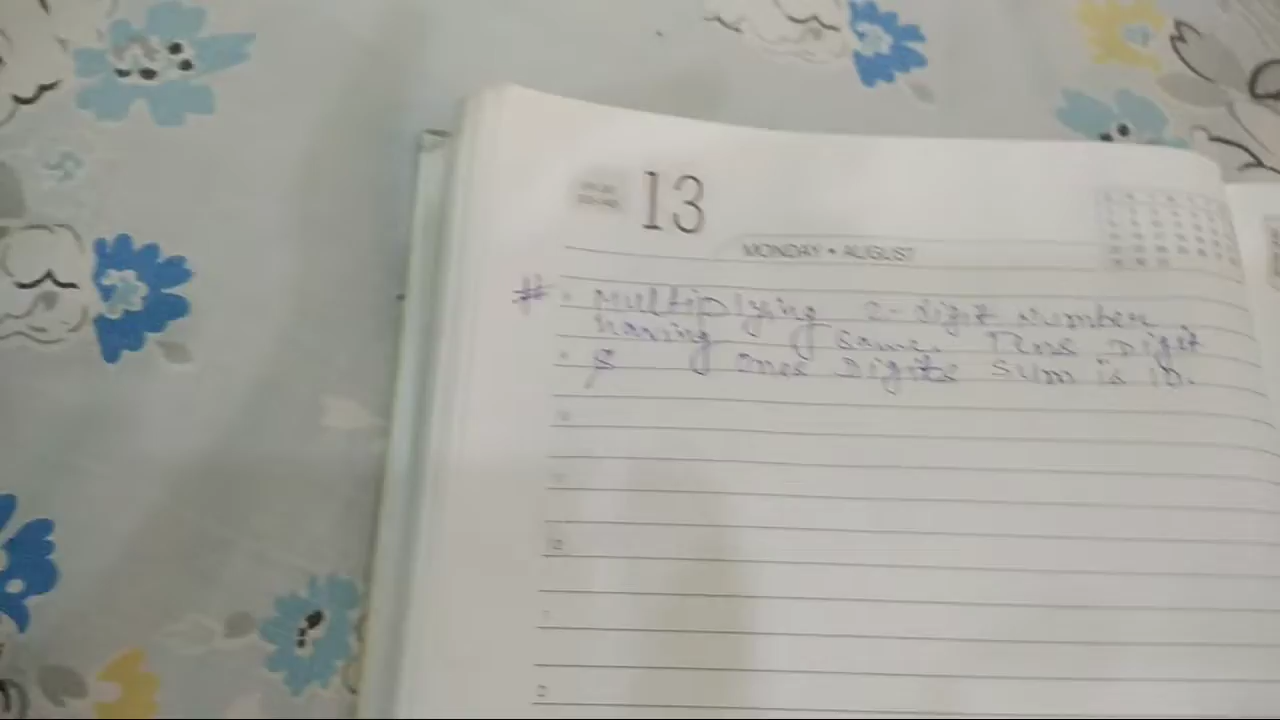 13
MONDAY • AUGUST
# Multiplying 2-digit number
having same Tens Digit
& ones Digits sum is 10.